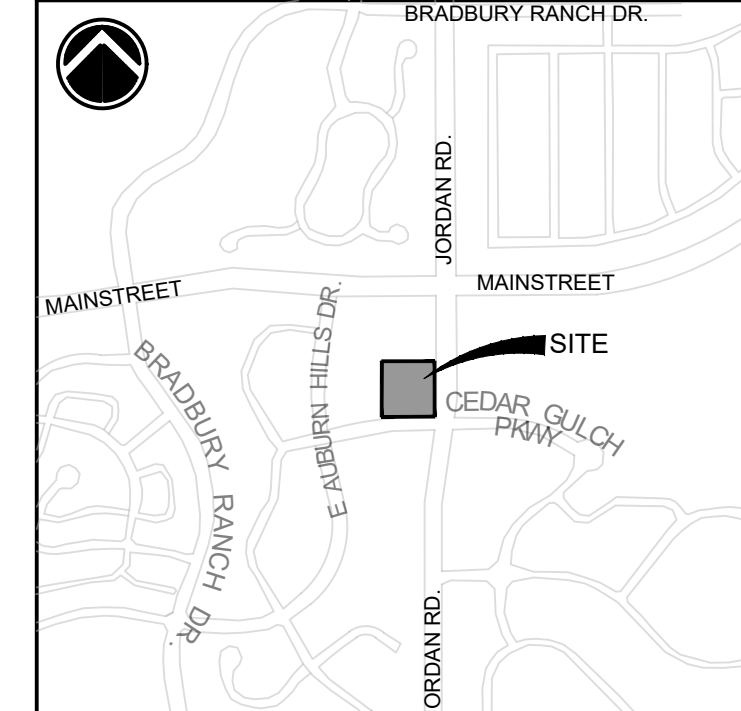 BRADBURY RANCH DR.
JORDAN RD.
MAINSTREET
MAINSTREET
E AUBURN HILLS DR.
SITE
BRADBURY RANCH DR.
CEDAR GULCH
PKWY
ORDAN RD.